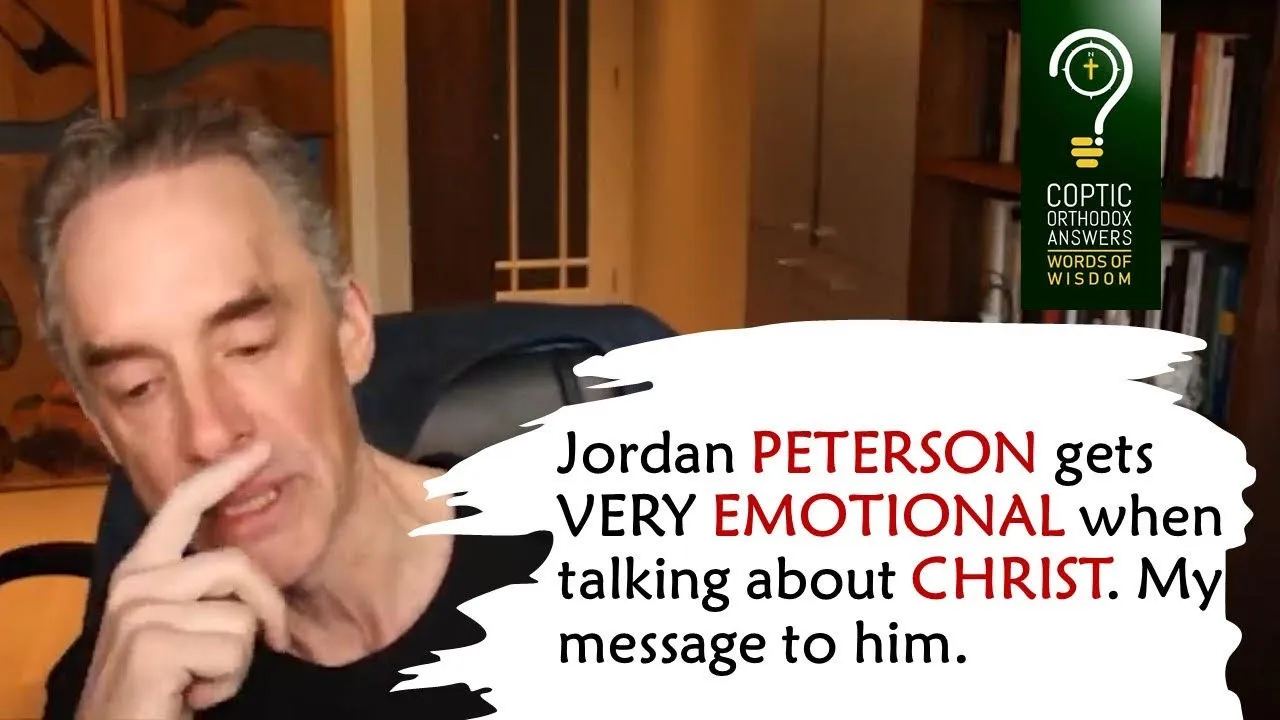 N
COPTIC
ORTHODOX
ANSWERS
WORDS OF
WISDOM
Jordan PETERSON gets
VERY EMOTIONAL when
talking about CHRIST. My
message to him.